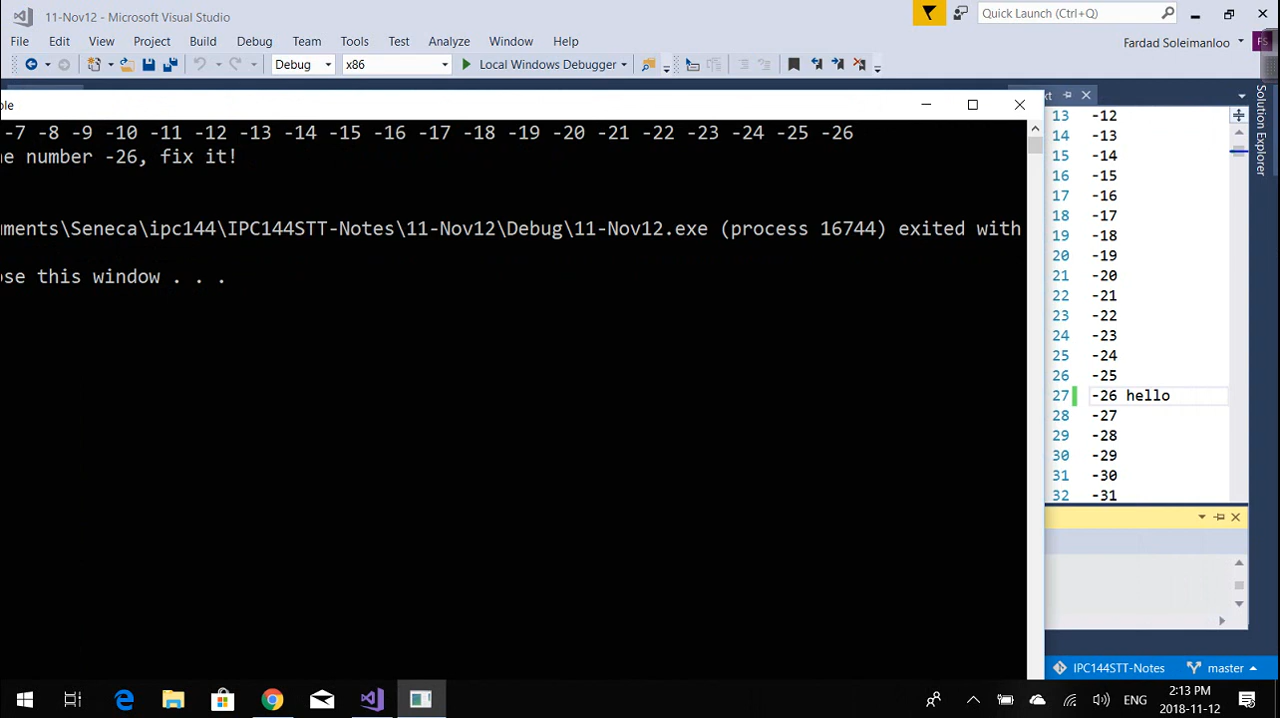 11-Nov12 - Microsoft Visual Studio
Quick Launch (Ctrl+Q)
File Edit View Project Build Debug Team Tools Test Analyze Window Help
Fardad Soleimanloo
FS
Debug
x86
Local Windows Debugger
ole
xt
-7 -8 -9 -10 -11 -12 -13 -14 -15 -16 -17 -18 -19 -20 -21 -22 -23 -24 -25 -26
ne number -26, fix it!
uments\Seneca\ipc144\IPC144STT-Notes\11-Nov12\Debug\11-Nov12.exe (process 16744) exited with
ose this window . . .
13 -12
14 -13
15 -14
16 -15
17 -16
18 -17
19 -18
20 -19
21 -20
22 -21
23 -22
24 -23
25 -24
26 -25
27 -26 hello
28 -27
29 -28
30 -29
31 -30
32 -31
Solution Explorer
IPC144STT-Notes
master
ENG
2:13 PM
2018-11-12